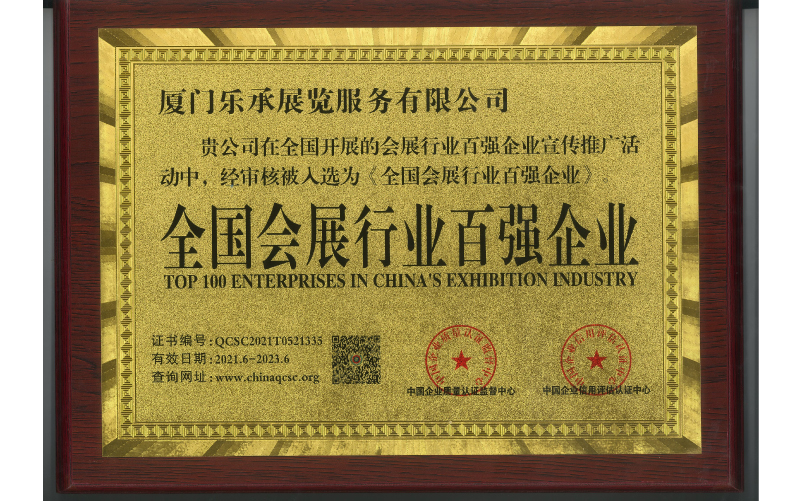 厦门乐承展览服务有限公司
贵公司在全国开展的会展行业百强企业宣传推广活
动中，经审核被入选为《全国会展行业百强企业》。
全国会展行业百强企业
TOP 100 ENTERPRISES IN CHINA'S EXHIBITION INDUSTRY
证书编号：QCSC2021T0521335
有效日期：2021.6-2023.6
查询网址：www.chinaqcsc.org
中国企业质量认证监督中心
中国企业信用评估认证中心